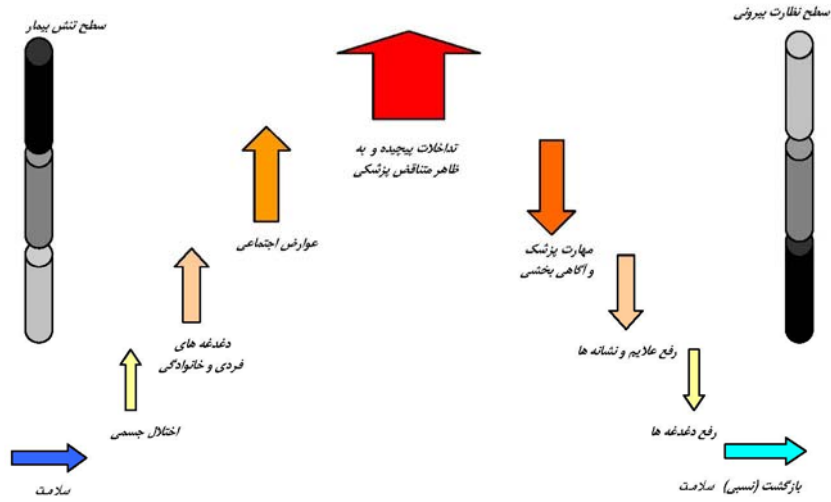 سطح تنش بیمار
سطح نظارت بیرونی
تداخلات پیچیده و به
ظاهر متناقض پزشکی
عوارض اجتماعی
مهارت پزشک
و آگاهی بخشی
دغدغه های
فردی و خانوادگی
رفع علایم و نشانه ها
اختلال جسمی
رفع دغدغه ها
سلامت
بازگشت (نسبی) سلامت